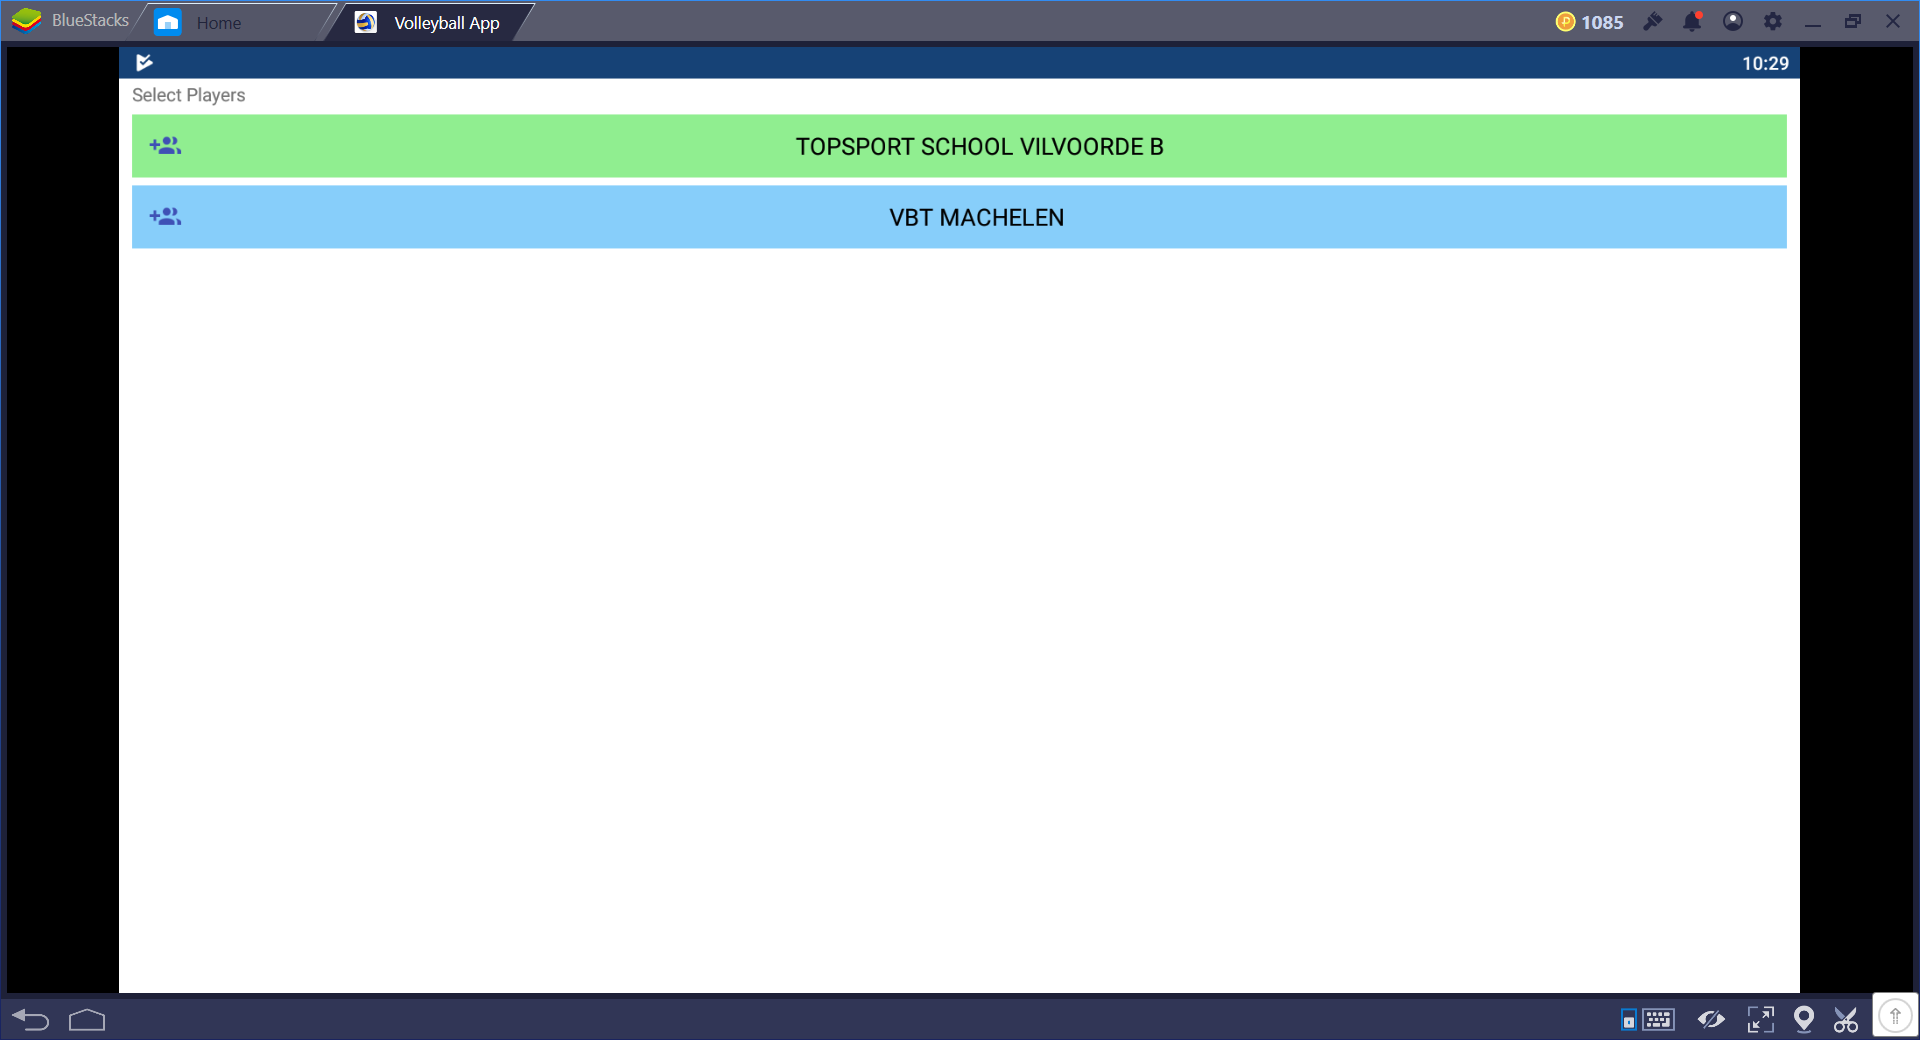 BlueStacks
Home
Volleyball App
1085
10:29
Select Players
TOPSPORT SCHOOL VILVOORDE B
VBT MACHELEN